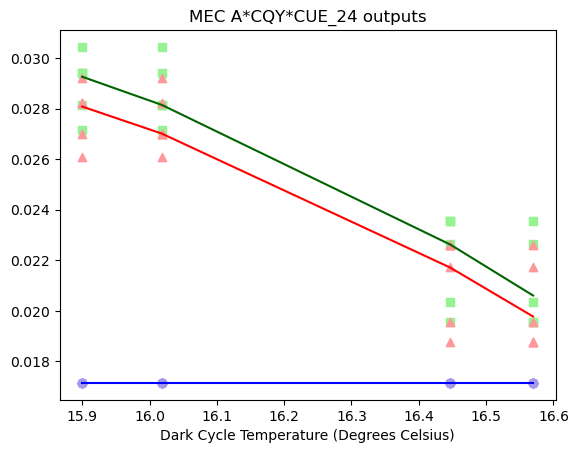 MEC A*CQY*CUE_24 outputs
0.030
0.028
0.026
0.024
0.022
0.020
0.018
15.9 16.0 16.1 16.2 16.3 16.4 16.5 16.6
Dark Cycle Temperature (Degrees Celsius)